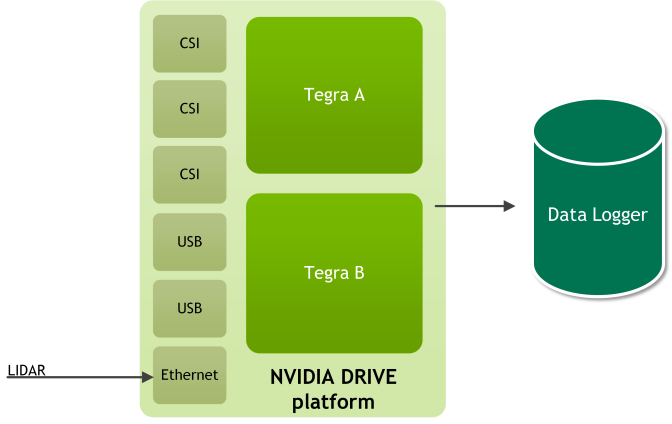 CSI
CSI
CSI
USB
USB
Ethernet
LIDAR
Tegra A
Tegra B
NVIDIA DRIVE
platform
Data Logger